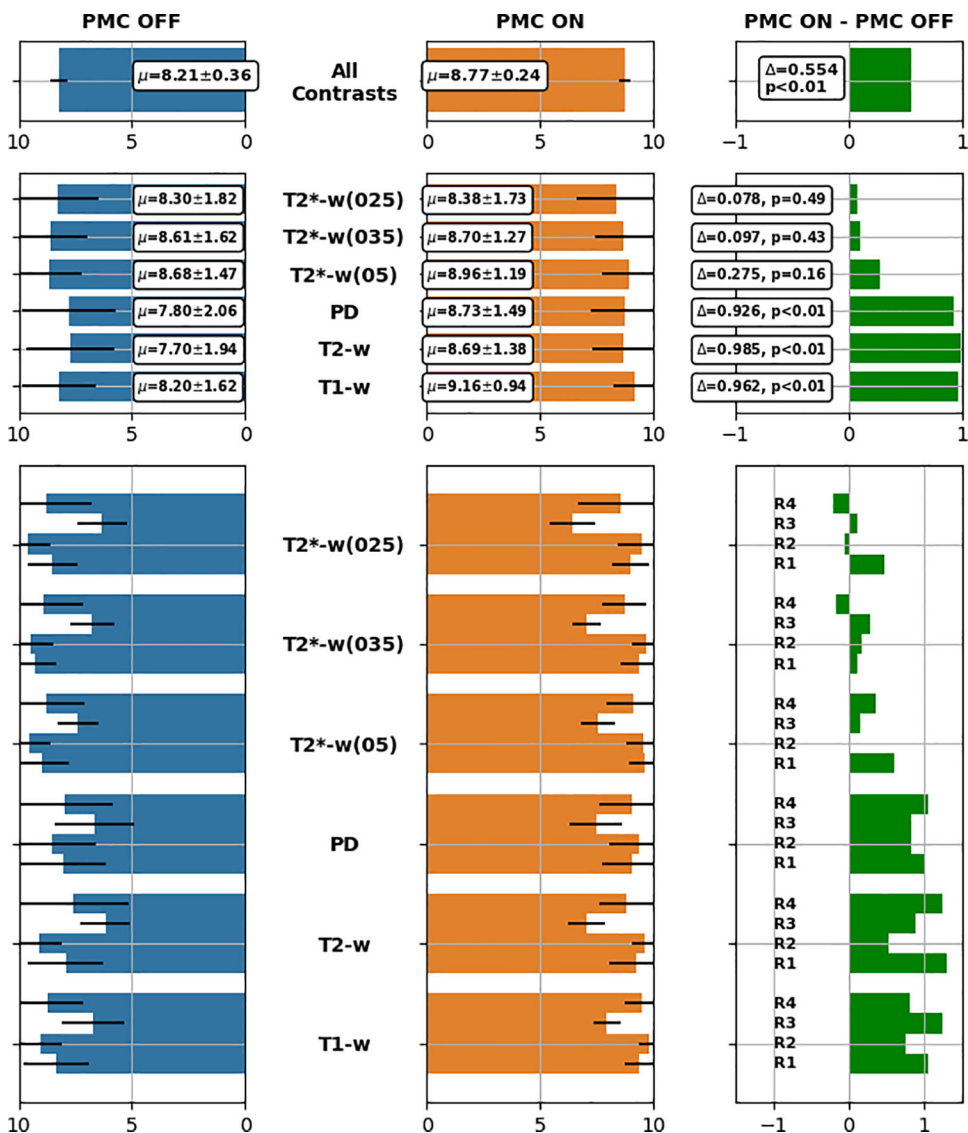 PMC OFF PMC ON PMC ON - PMC OFF
μ=8.21±0.36 All Contrasts μ=8.77±0.24 Δ=0.554
p<0.01
10 5 0 0 5 10 −1 0 1
μ=8.30±1.82 T2*-w(025) μ=8.38±1.73 Δ=0.078, p=0.49
μ=8.61±1.62 T2*-w(035) μ=8.70±1.27 Δ=0.097, p=0.43
μ=8.68±1.47 T2*-w(05) μ=8.96±1.19 Δ=0.275, p=0.16
μ=7.80±2.06 PD μ=8.73±1.49 Δ=0.926, p<0.01
μ=7.70±1.94 T2-w μ=8.69±1.38 Δ=0.985, p<0.01
μ=8.20±1.62 T1-w μ=9.16±0.94 Δ=0.962, p<0.01
10 5 0 0 5 10 −1 0 1
R4
R3
T2*-w(025) R2
R1
R4
R3
T2*-w(035) R2
R1
R4
R3
T2*-w(05) R2
R1
R4
R3
PD R2
R1
R4
R3
T2-w R2
R1
R4
R3
T1-w R2
R1
10 5 0 0 5 10 −1 0 1